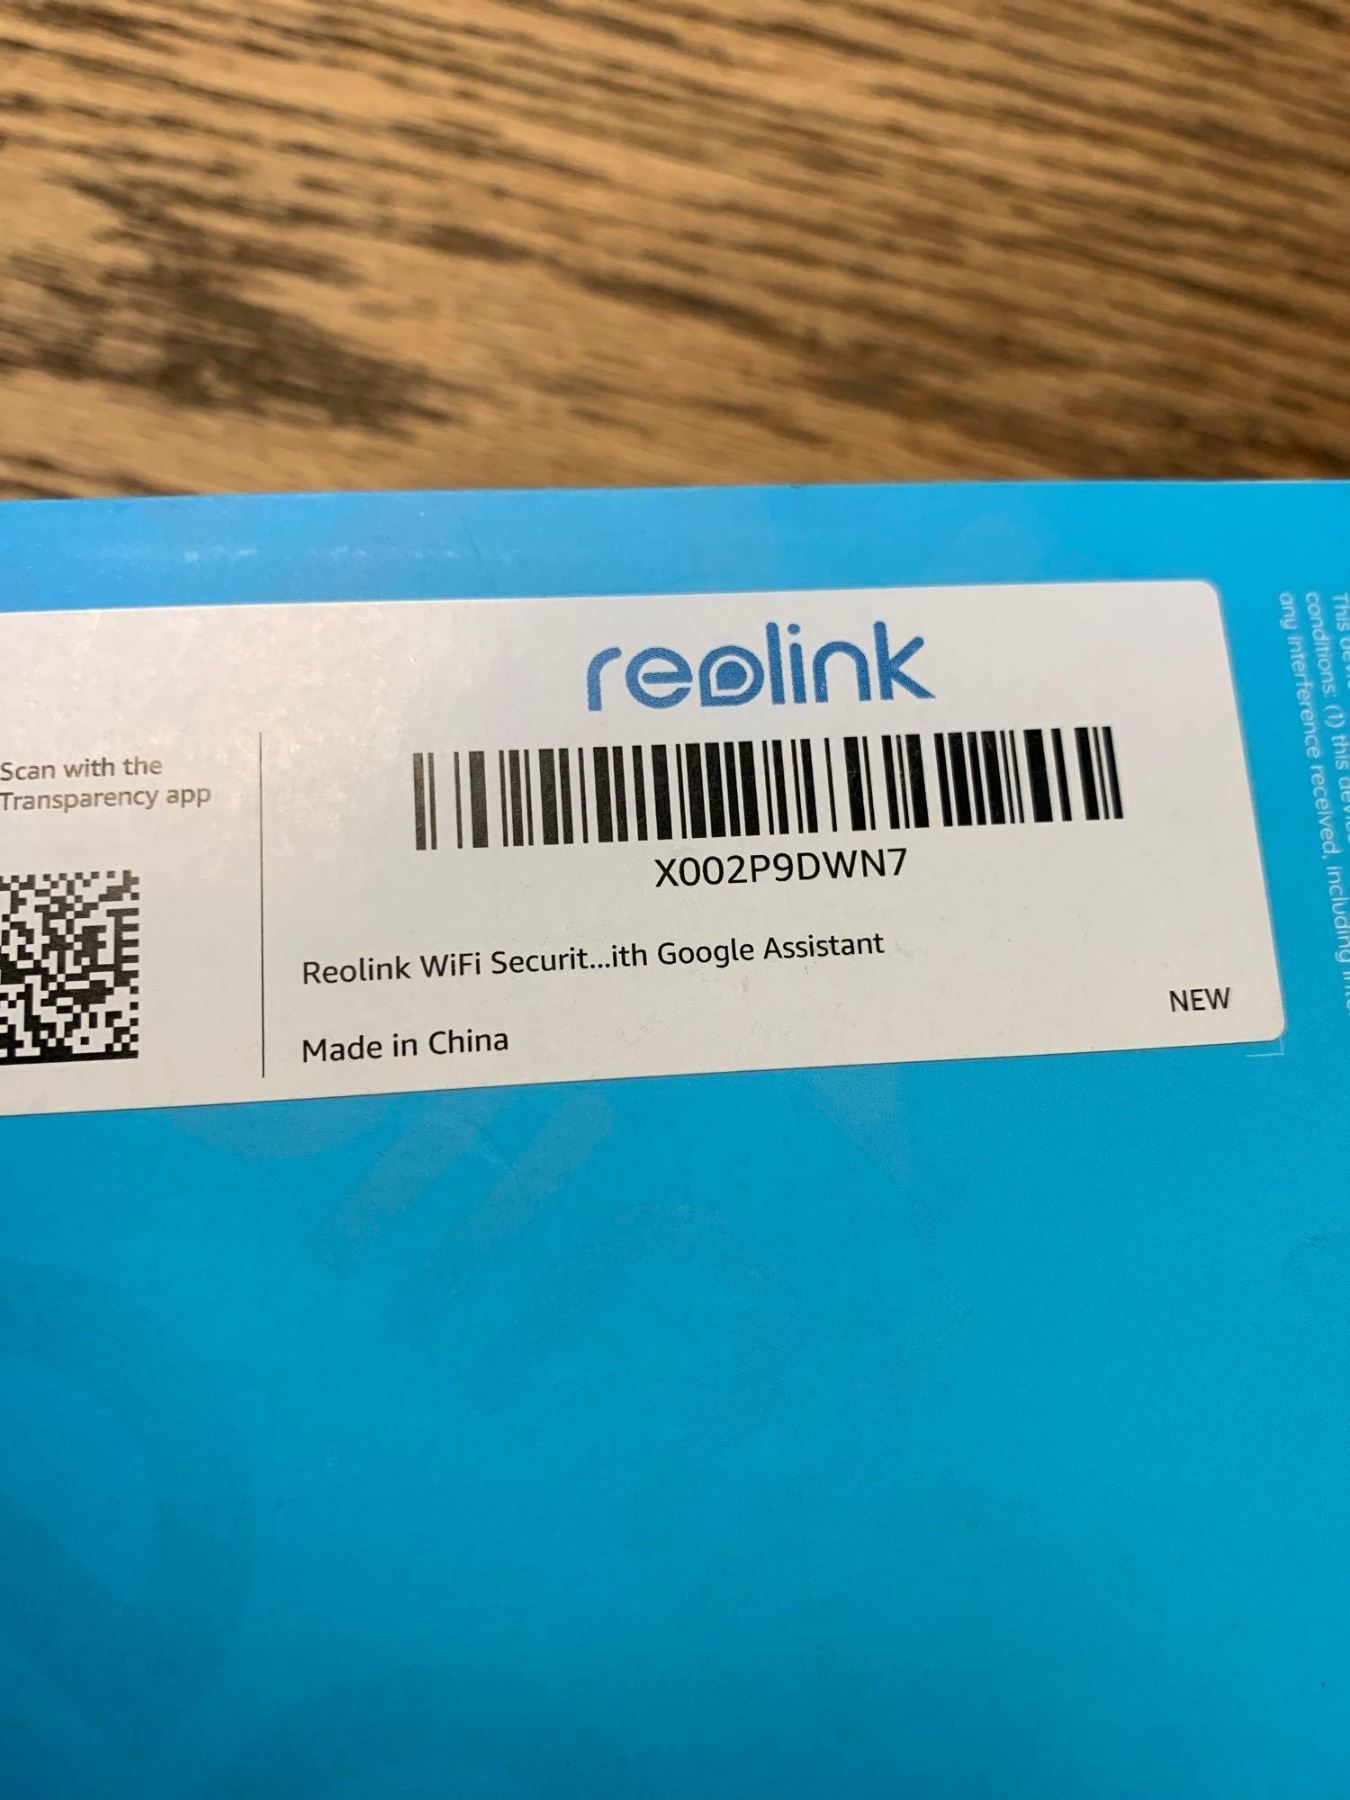 reolink
Scan with the
Transparency app
X002P9DWN7
Reolink WiFi Securit...ith Google Assistant
Made in China
NEW
This
conditions: (1) this
any interference received, including